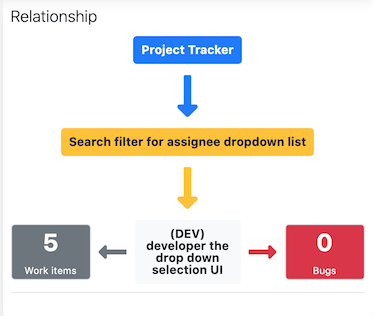 Relationship
Project Tracker
Search filter for assignee dropdown list
(DEV)
developer the
drop down
selection UI
5
Work items
0
Bugs